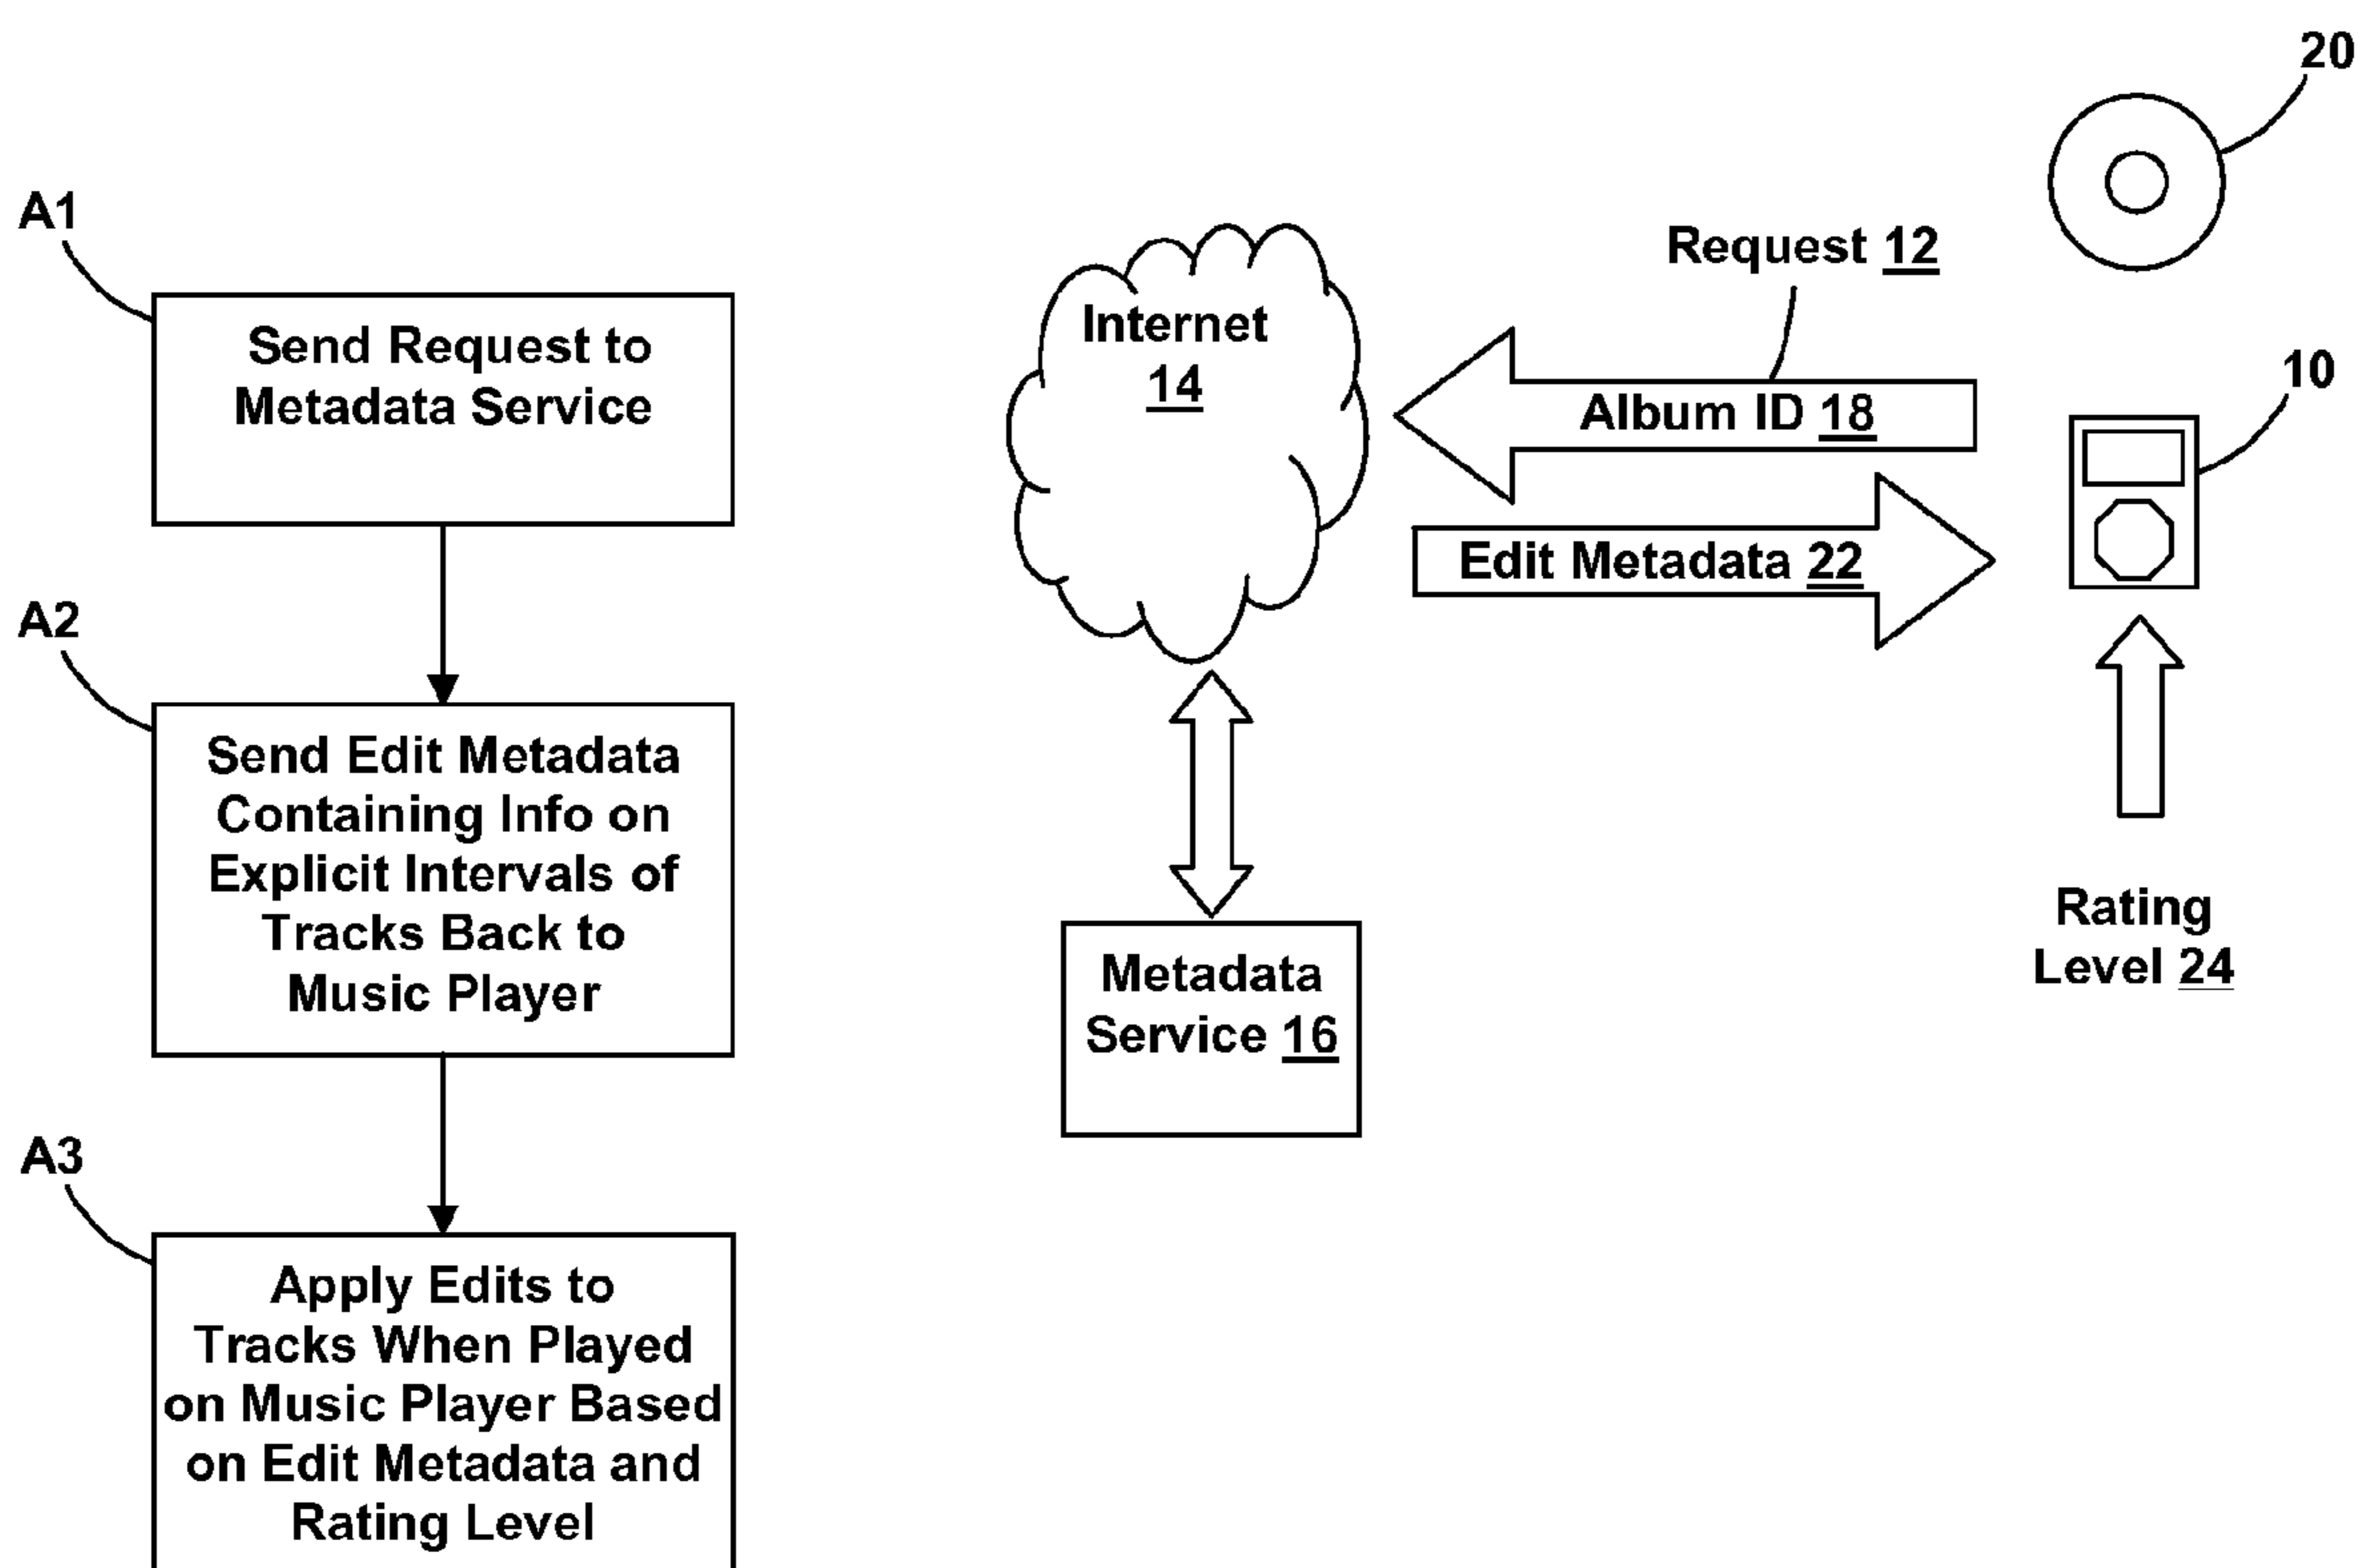 A1
Send Request to
Metadata Service
A2
Send Edit Metadata
Containing Info on
Explicit Intervals of
Tracks Back to
Music Player
A3
Apply Edits to
Tracks When Played
on Music Player Based
on Edit Metadata and
Rating Level
Internet
14
Request 12
Album ID 18
Edit Metadata 22
Metadata
Service 16
20
10
Rating
Level 24